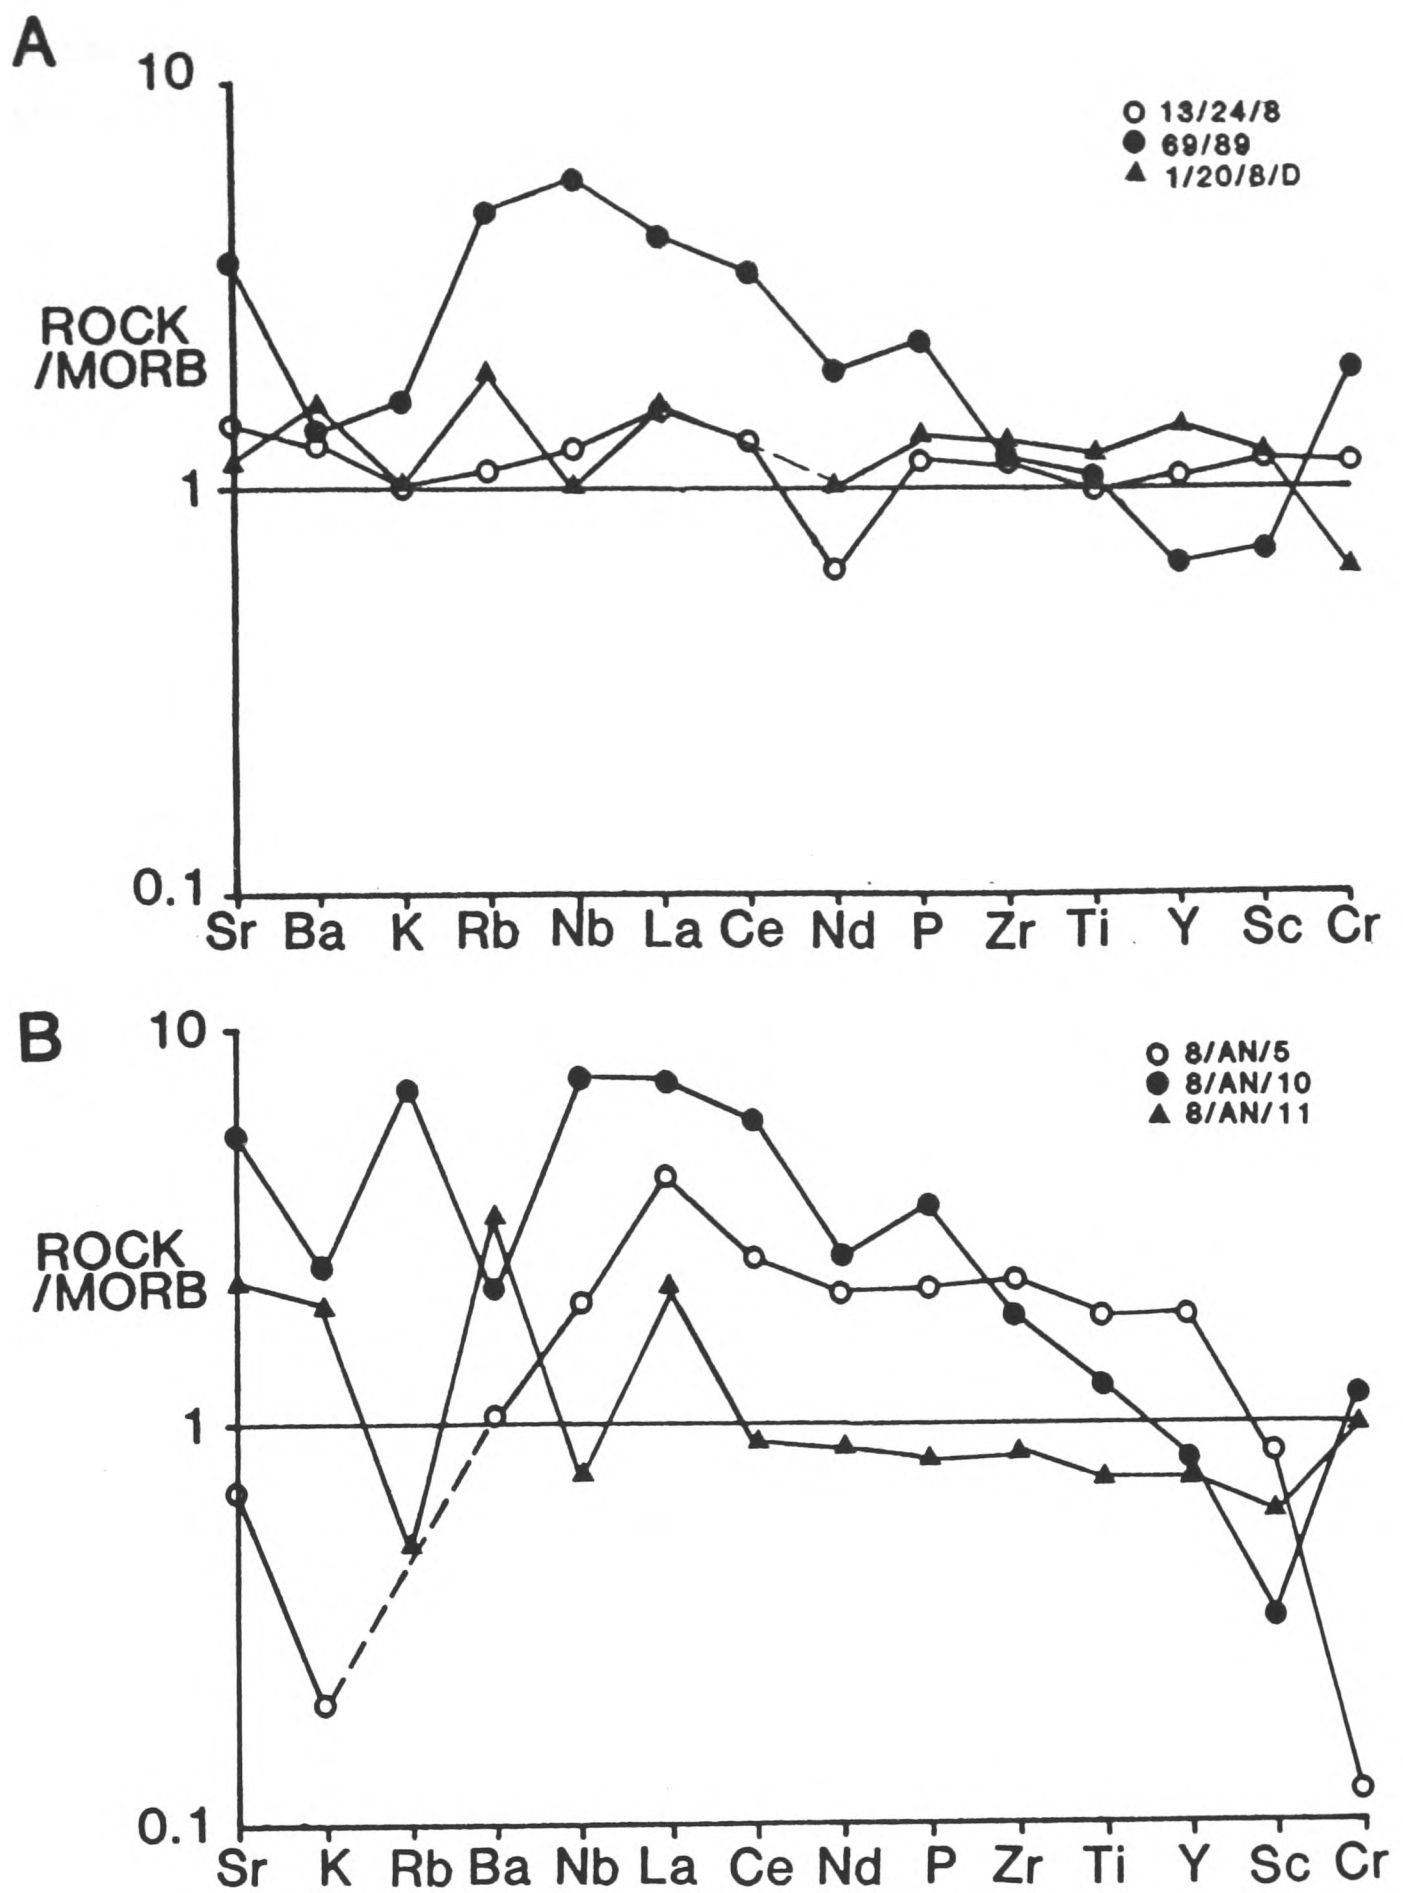 A
10
13/24/8
69/89
1/20/8/D
ROCK
/MORB
1
0.1
Sr Ba K Rb Nb La Ce Nd P Zr Ti Y Sc Cr
B
10
8/AN/5
8/AN/10
8/AN/11
ROCK
/MORB
1
0.1
Sr K Rb Ba Nb La Ce Nd P Zr Ti Y Sc Cr